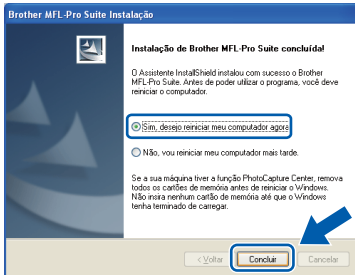 Brother MFL-Pro Suite Instalação
Instalação de Brother MFL-Pro Suite concluída!
O Assistente InstallShield instalou com sucesso o Brother
MFL-Pro Suite. Antes de poder utilizar o programa, você deve
reiniciar o computador.
Sim, desejo reiniciar meu computador agora
Não, vou reiniciar meu computador mais tarde.
Se a sua máquina tiver a função PhotoCapture Center, remova
todos os cartões de memória antes de reiniciar o Windows.
Não insira nenhum cartão de memória até que o Windows
tenha terminado de carregar.
< Voltar
Concluir
Cancelar